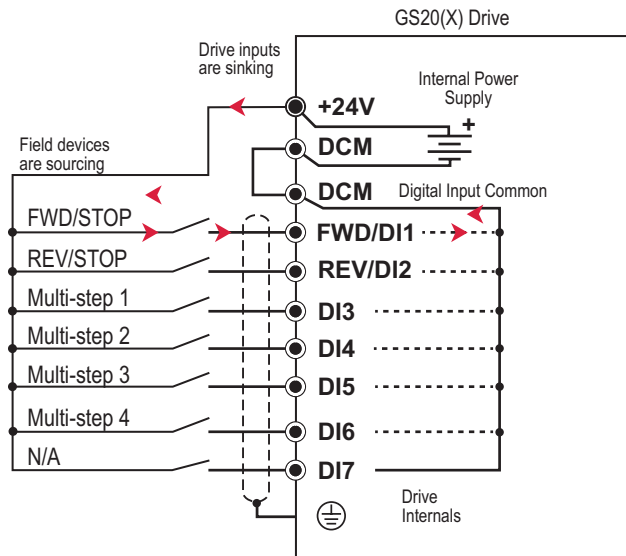 GS20(X) Drive
Drive inputs
are sinking
Internal Power
Supply
+24V
+
DCM
Field devices
are sourcing
DCM
Digital Input Common
FWD/STOP
FWD/DI1
REV/STOP
REV/DI2
Multi-step 1
DI3
Multi-step 2
DI4
Multi-step 3
DI5
Multi-step 4
DI6
N/A
DI7
Drive
Internals